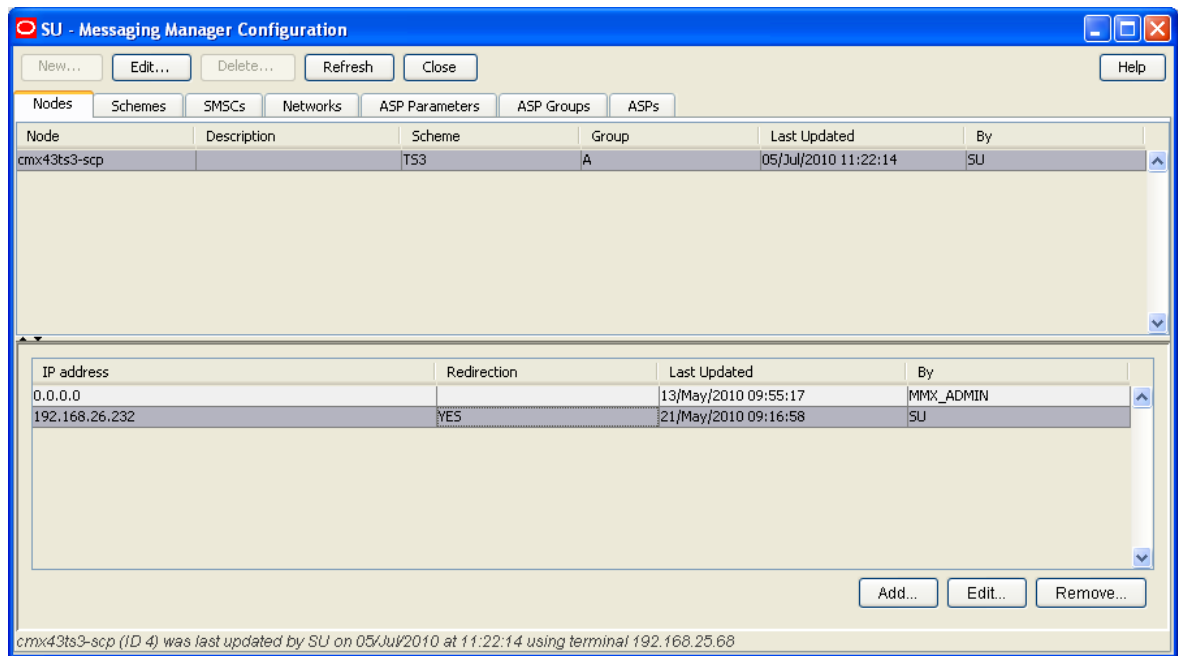 SU - Messaging Manager Configuration
New... Edit... Delete... Refresh Close Help
Nodes Schemes SMSCs Networks ASP Parameters ASP Groups ASPs
Node Description Scheme Group Last Updated By
cmx43ts3-scp TS3 A 05/Jul/2010 11:22:14 SU
IP address Redirection Last Updated By
0.0.0.0 13/May/2010 09:55:17 MMX_ADMIN
192.168.26.232 YES 21/May/2010 09:16:58 SU
Add... Edit... Remove...
cmx43ts3-scp (ID 4) was last updated by SU on 05/Jul/2010 at 11:22:14 using terminal 192.168.25.68